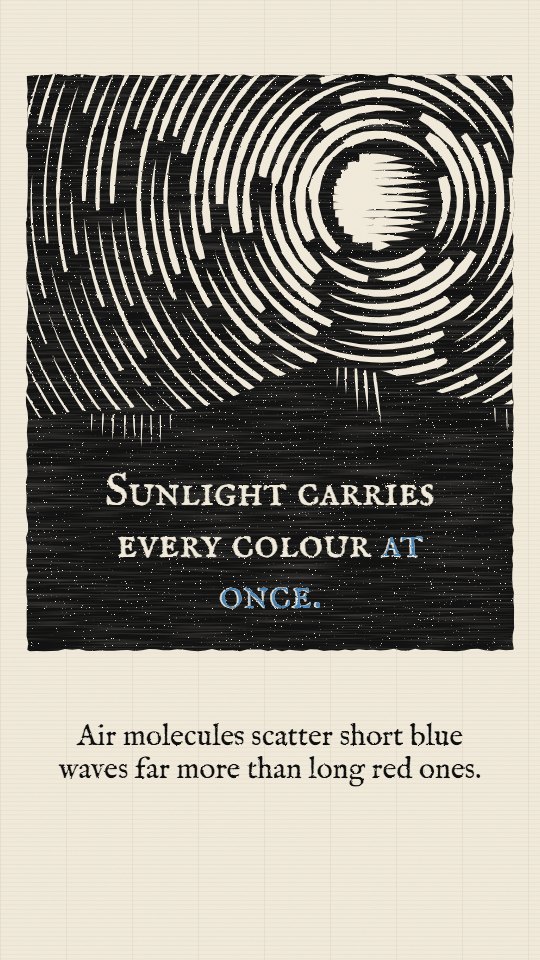 Sunlight carries
every colour at
once.
Air molecules scatter short blue
waves far more than long red ones.